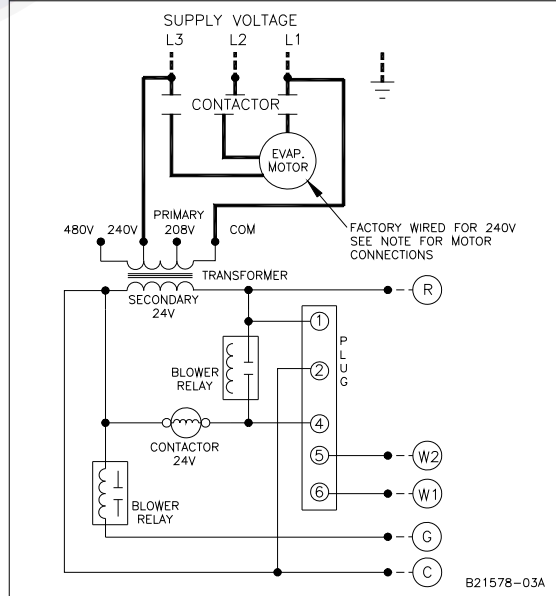 SUPPLY VOLTAGE
L3 L2 L1
CONTACTOR
EVAP.
MOTOR
PRIMARY
480V 240V 208V COM
FACTORY WIRED FOR 240V
SEE NOTE FOR MOTOR
CONNECTIONS
TRANSFORMER
SECONDARY
24V
R
1
PLUG
2
BLOWER
RELAY
4
CONTACTOR
24V
5
W2
6
W1
BLOWER
RELAY
G
C
B21578-03A